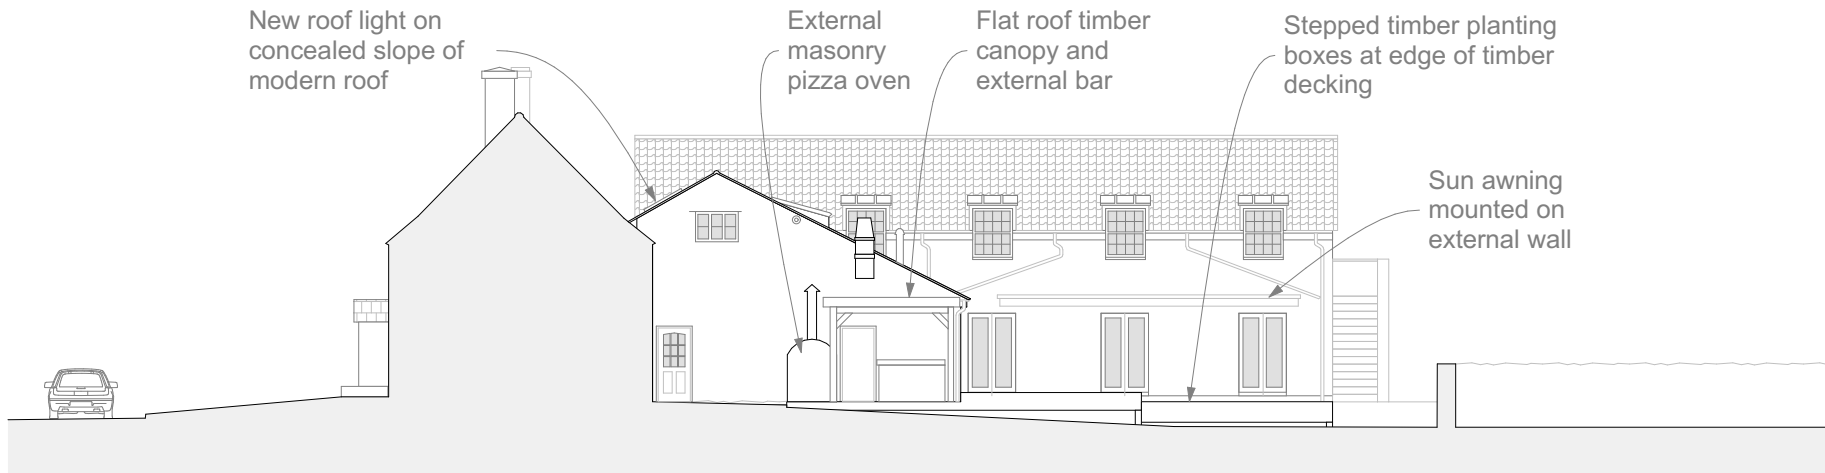 New roof light on
concealed slope of
modern roof
External
masonry
pizza oven
Flat roof timber
canopy and
external bar
Stepped timber planting
boxes at edge of timber
decking
Sun awning
mounted on
external wall